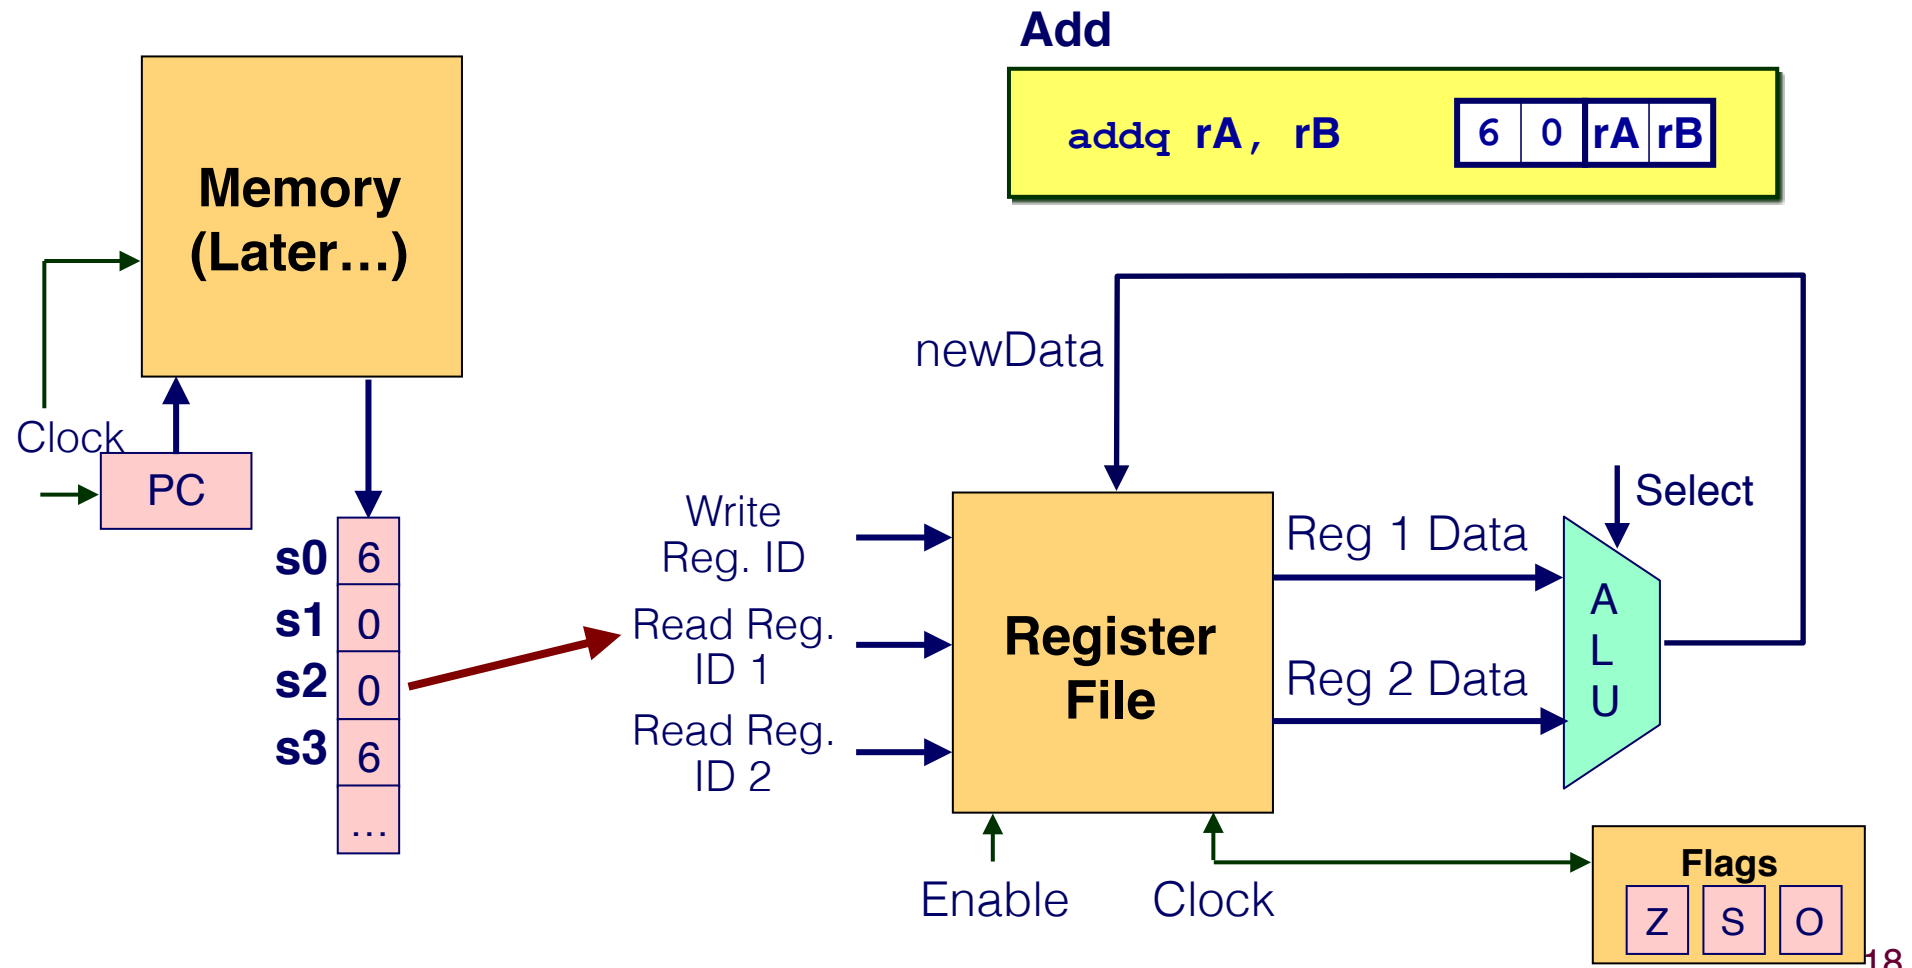 Add
addq rA, rB
6 0 rA rB
Memory
(Later…)
newData
Clock
PC
Select
Write
Reg. ID
Reg 1 Data
s0 6
s1 0
s2 0
s3 6
...
Read Reg.
ID 1
Register
File
A
L
U
Reg 2 Data
Read Reg.
ID 2
Enable
Clock
Flags
Z S O
18